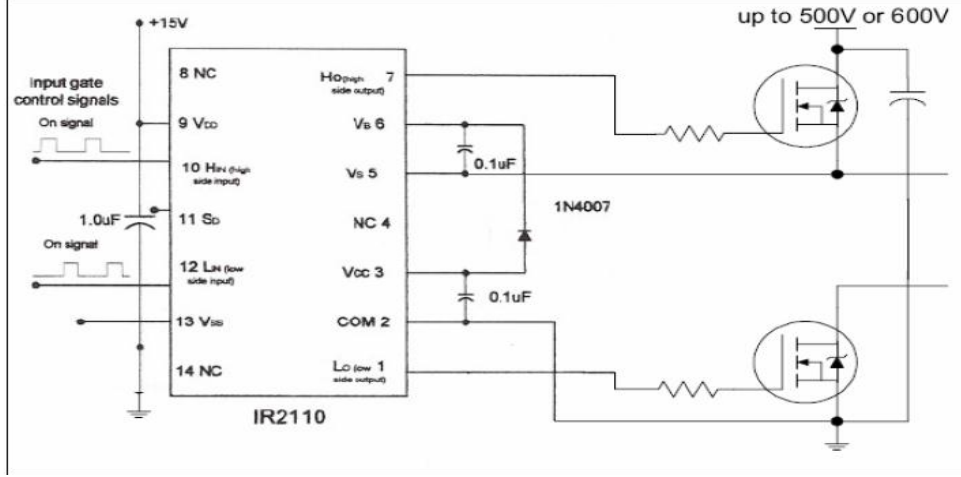 up to 500V or 600V
+15V
Input gate
control signals
On signal
8 NC
9 VDD
10 HIN (high
side input)
11 SD
1.0uF
On signal
12 LIN (low
side input)
13 VSS
14 NC
HO(high 7
side output)
VB 6
0.1uF
VS 5
NC 4
1N4007
VCC 3
0.1uF
COM 2
LO (low 1
side output)
IR2110